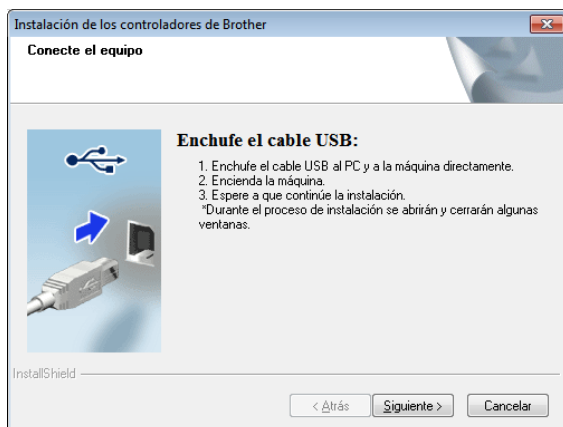 Instalación de los controladores de Brother
Conecte el equipo
Enchufe el cable USB:
1. Enchufe el cable USB al PC y a la máquina directamente.
2. Encienda la máquina.
3. Espere a que continúe la instalación.
*Durante el proceso de instalación se abrirán y cerrarán algunas
ventanas.
InstallShield
< Atrás
Siguiente >
Cancelar